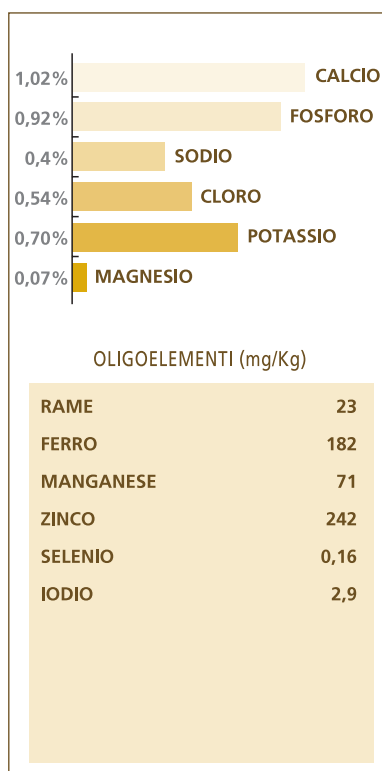 1,02% CALCIO
0,92% FOSFORO
0,4% SODIO
0,54% CLORO
0,70% POTASSIO
0,07% MAGNESIO
OLIGOELEMENTI (mg/Kg)
RAME 23
FERRO 182
MANGANESE 71
ZINCO 242
SELENIO 0,16
IODIO 2,9